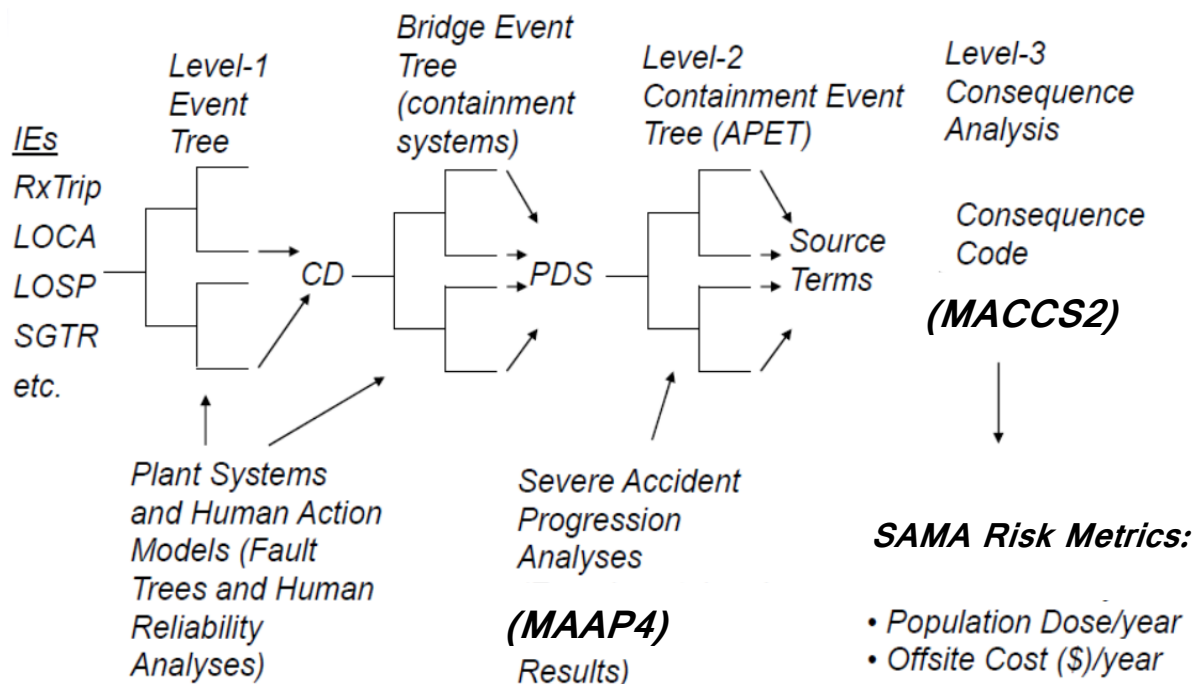 IEs
RxTrip
LOCA
LOSP
SGTR
etc.
Level-1
Event
Tree
CD
Bridge Event
Tree
(containment
systems)
PDS
Level-2
Containment Event
Tree (APET)
Source
Terms
Level-3
Consequence
Analysis
Consequence
Code
(MACCS2)
Plant Systems
and Human Action
Models (Fault
Trees and Human
Reliability
Analyses)
Severe Accident
Progression
Analyses
(MAAP4)
Results)
SAMA Risk Metrics:
• Population Dose/year
• Offsite Cost ($)/year